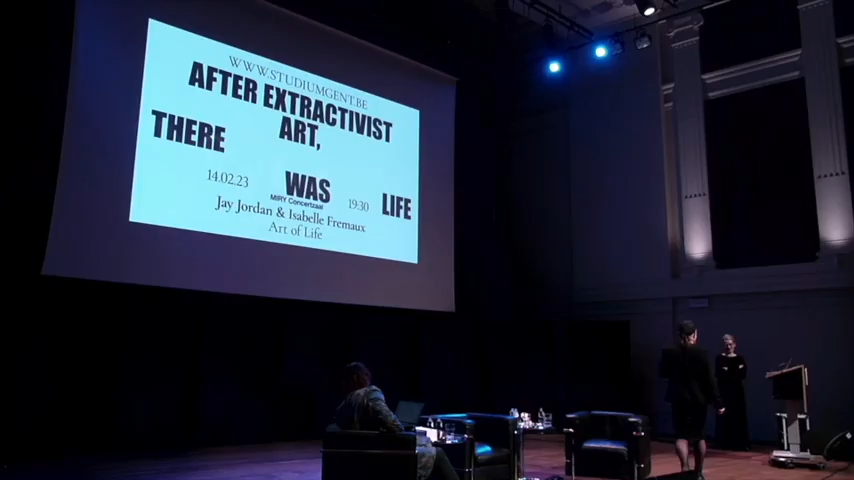 WWW.STUDIUMGENT.BE
AFTER EXTRACTIVIST
THERE ART,
14.02.23 WAS 19:30 LIFE
MIRY Concertzaal
Jay Jordan & Isabelle Fremaux
Art of Life